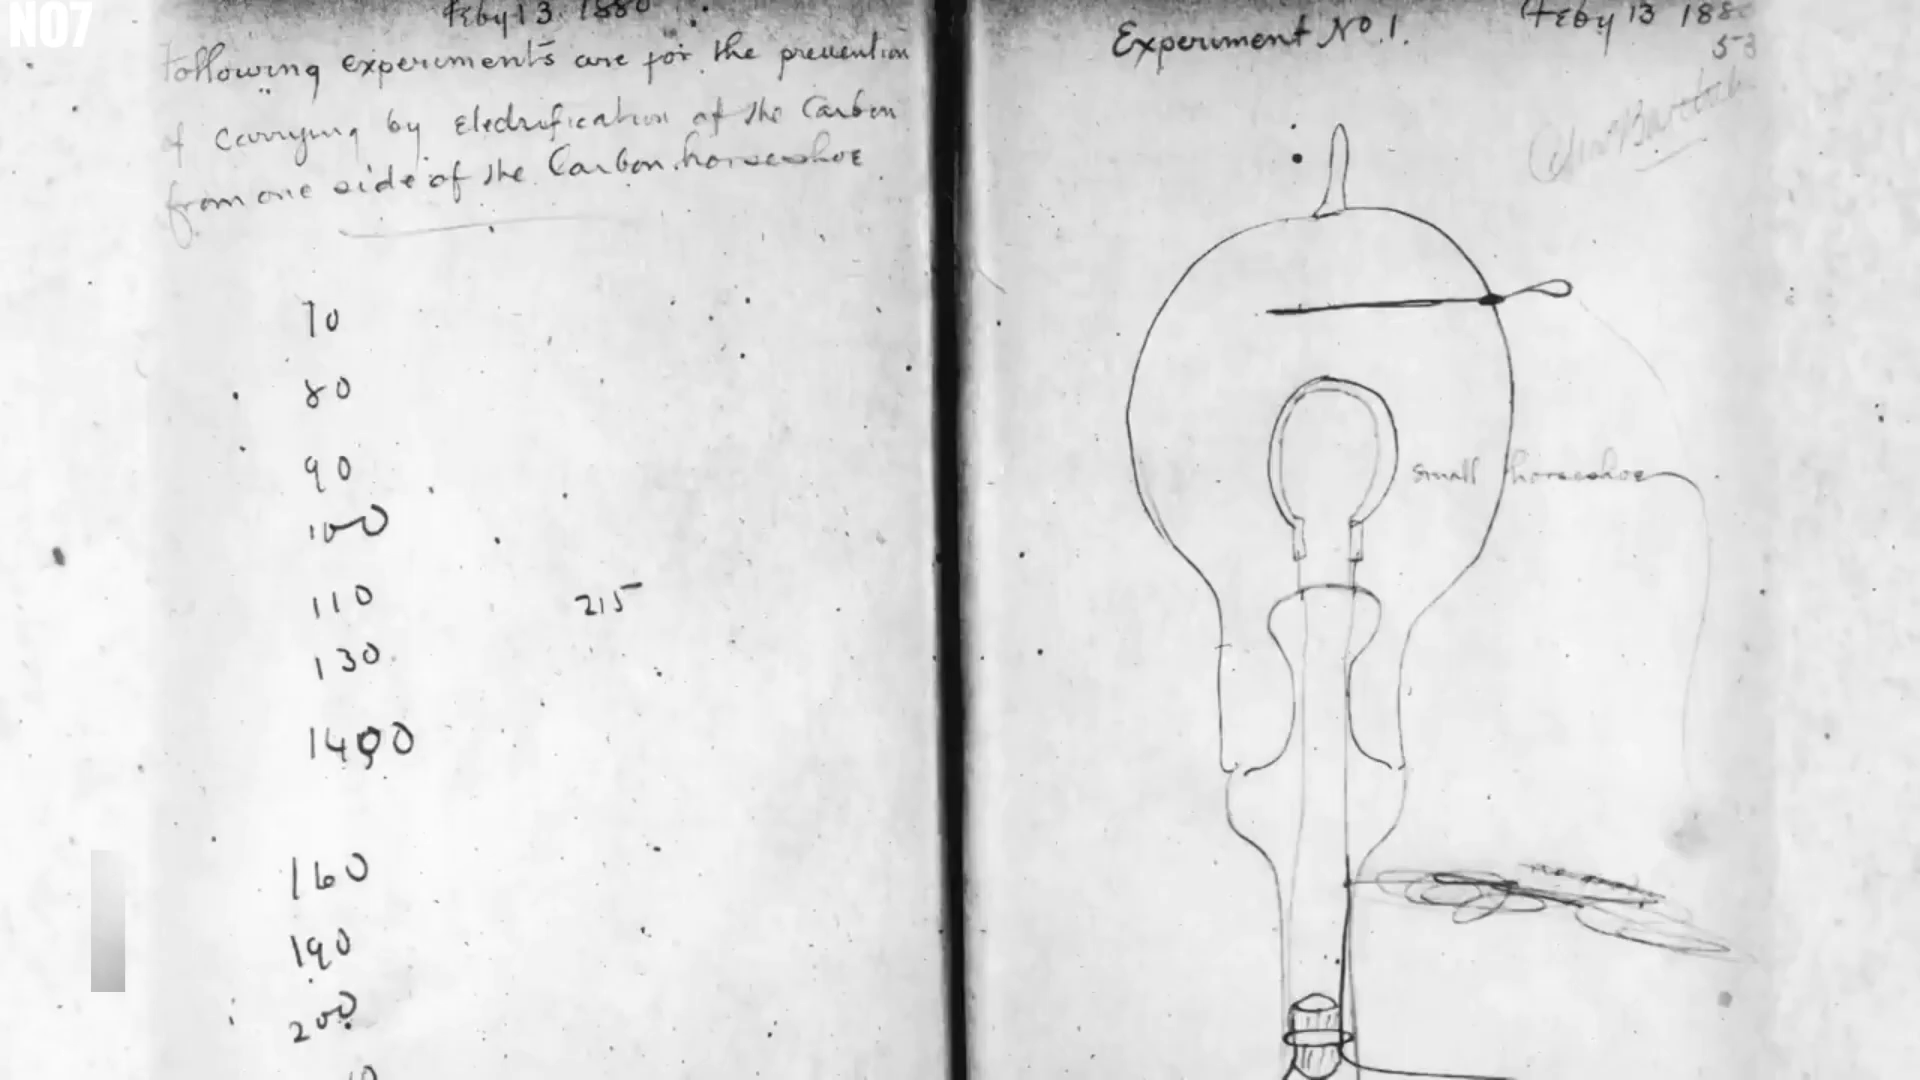 NO7
Feby 13 1880
Following experiments are for the prevention
of Carrying by Electrification of the Carbon
from one side of the Carbon horseshoe
70
80
90
100
110 215
130
1400
160
190
200
Experiment No. 1.
Feby 13 188
53
small horseshoe